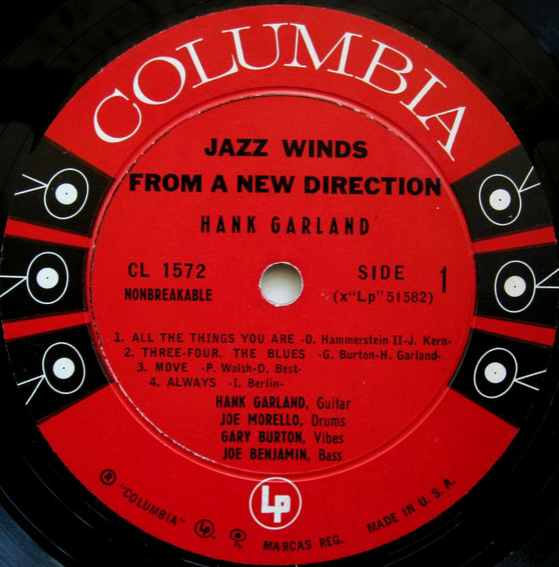 COLUMBIA
JAZZ WINDS
FROM A NEW DIRECTION
HANK GARLAND
CL 1572
NONBREAKABLE
SIDE 1
(x"Lp"51582)
1. ALL THE THINGS YOU ARE -O. Hammerstein II-J. Kern-
2. THREE-FOUR, THE BLUES -G. Burton-H. Garland-
3. MOVE -P. Walsh-D. Best-
4. ALWAYS -I. Berlin-
HANK GARLAND, Guitar
JOE MORELLO, Drums
GARY BURTON, Vibes
JOE BENJAMIN, Bass
Lp
® "COLUMBIA" Lp. MARCAS REG. MADE IN U. S. A.